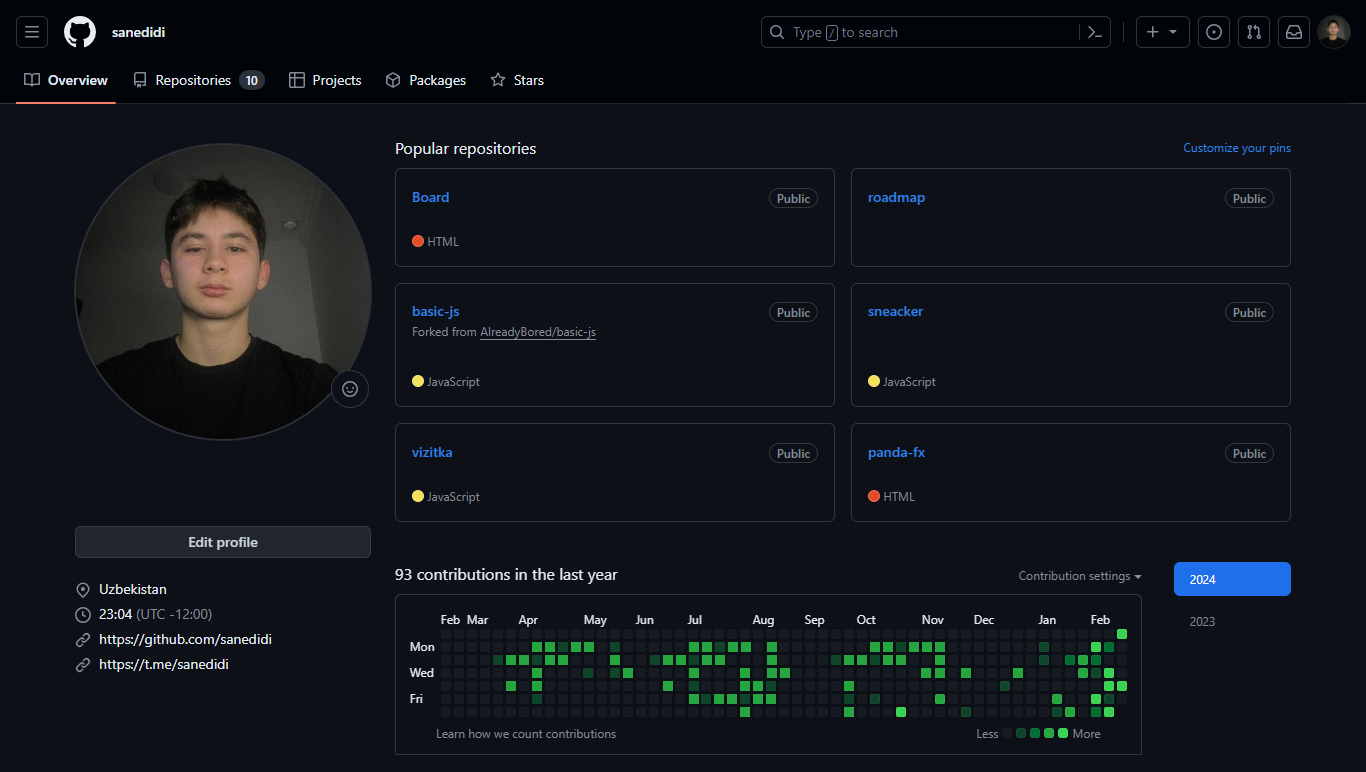 sanedidi
Type / to search
Overview
Repositories 10
Projects
Packages
Stars
Popular repositories
Customize your pins
Board
Public
HTML
roadmap
Public
basic-js
Public
Forked from AlreadyBored/basic-js
JavaScript
sneacker
Public
JavaScript
vizitka
Public
JavaScript
panda-fx
Public
HTML
Edit profile
Uzbekistan
23:04 (UTC -12:00)
https://github.com/sanedidi
https://t.me/sanedidi
93 contributions in the last year
Contribution settings
2024
2023
Feb Mar Apr May Jun Jul Aug Sep Oct Nov Dec Jan Feb
Mon
Wed
Fri
Learn how we count contributions
Less More